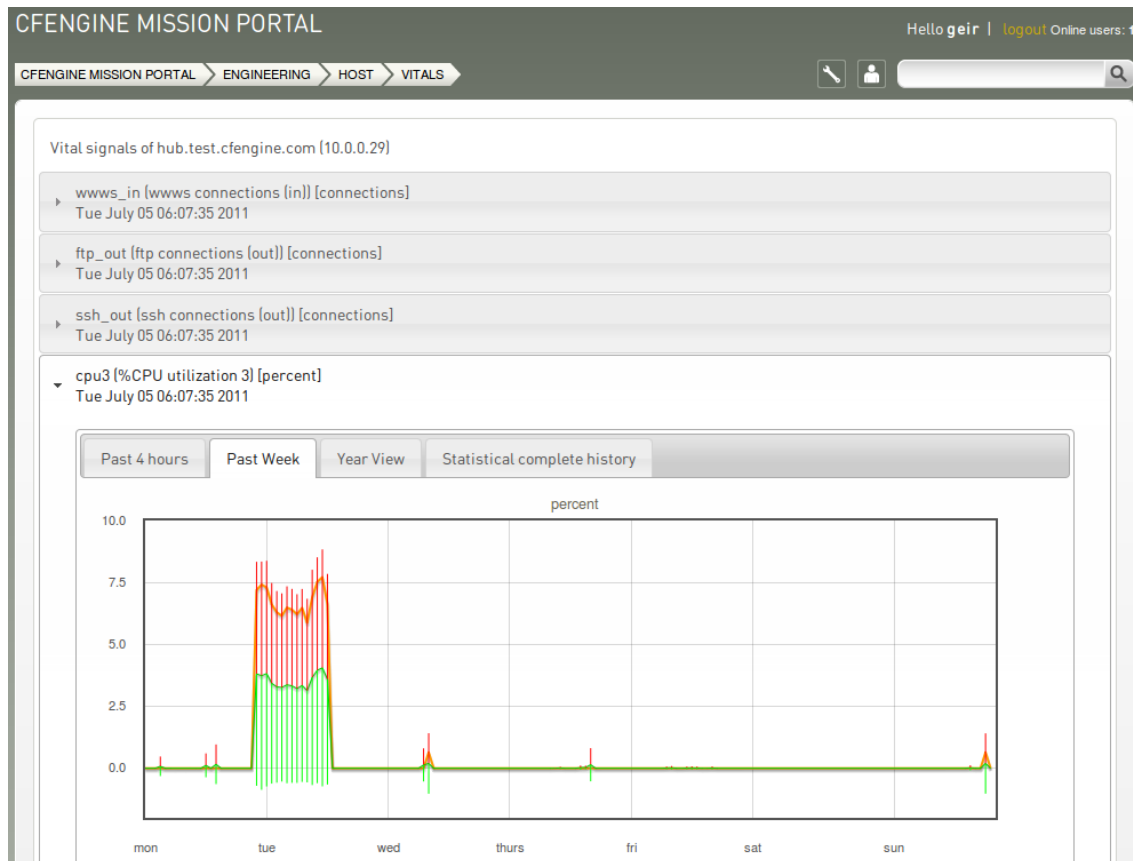 CFENGINE MISSION PORTAL
Hello geir | logout Online users: 1
CFENGINE MISSION PORTAL ENGINEERING HOST VITALS
Vital signals of hub.test.cfengine.com (10.0.0.29)
wwws_in (wwws connections (in)) [connections]
Tue July 05 06:07:35 2011
ftp_out (ftp connections (out)) [connections]
Tue July 05 06:07:35 2011
ssh_out (ssh connections (out)) [connections]
Tue July 05 06:07:35 2011
cpu3 (%CPU utilization 3) [percent]
Tue July 05 06:07:35 2011
Past 4 hours Past Week Year View Statistical complete history
percent
10.0
7.5
5.0
2.5
0.0
mon tue wed thurs fri sat sun